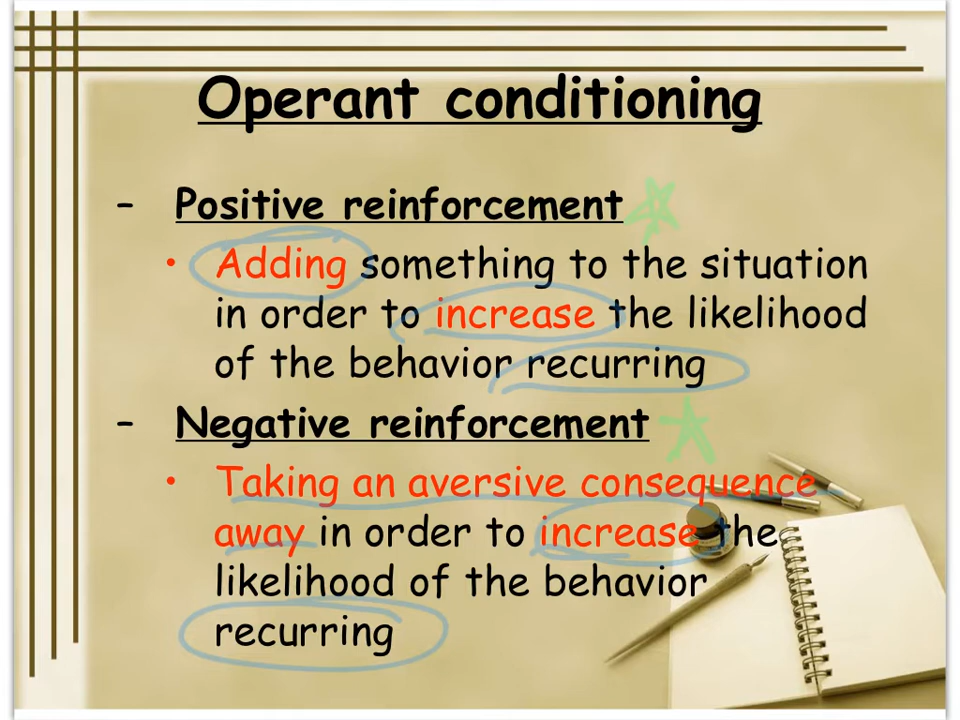 Operant conditioning
– Positive reinforcement
• Adding something to the situation
in order to increase the likelihood
of the behavior recurring
– Negative reinforcement
• Taking an aversive consequence
away in order to increase the
likelihood of the behavior
recurring